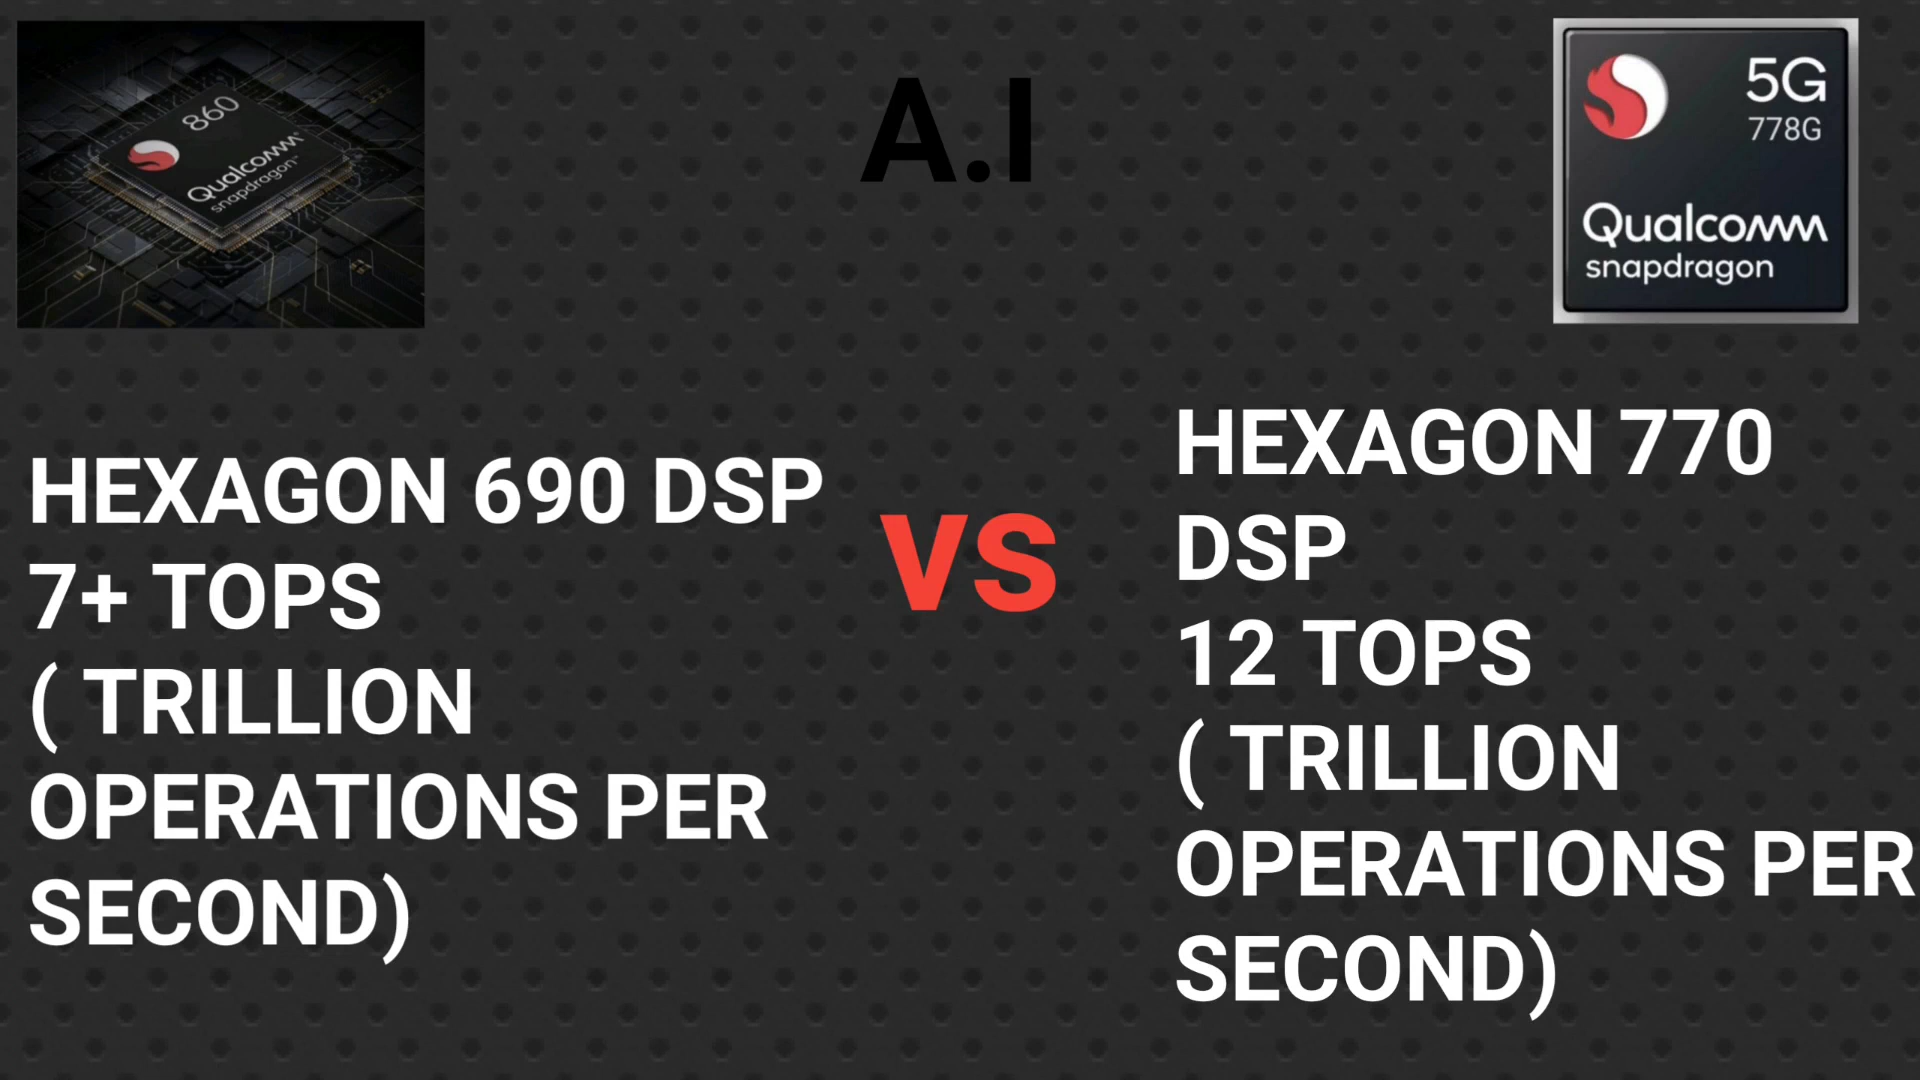 860
Qualcomm
snapdragon
A.I
5G
778G
Qualcomm
snapdragon
HEXAGON 690 DSP
7+ TOPS
( TRILLION
OPERATIONS PER
SECOND)
VS
HEXAGON 770
DSP
12 TOPS
( TRILLION
OPERATIONS PER
SECOND)